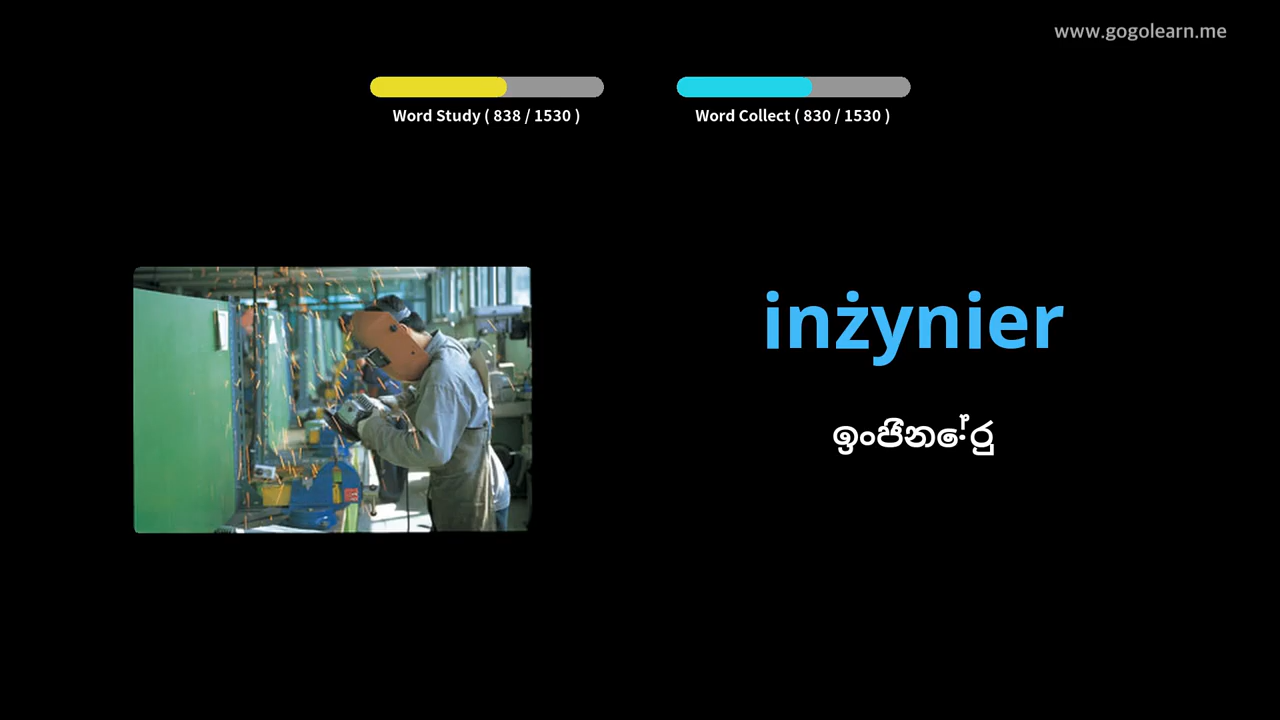 www.gogolearn.me
Word Study ( 838 / 1530 )
Word Collect ( 830 / 1530 )
inżynier
ඉංජිනේරු